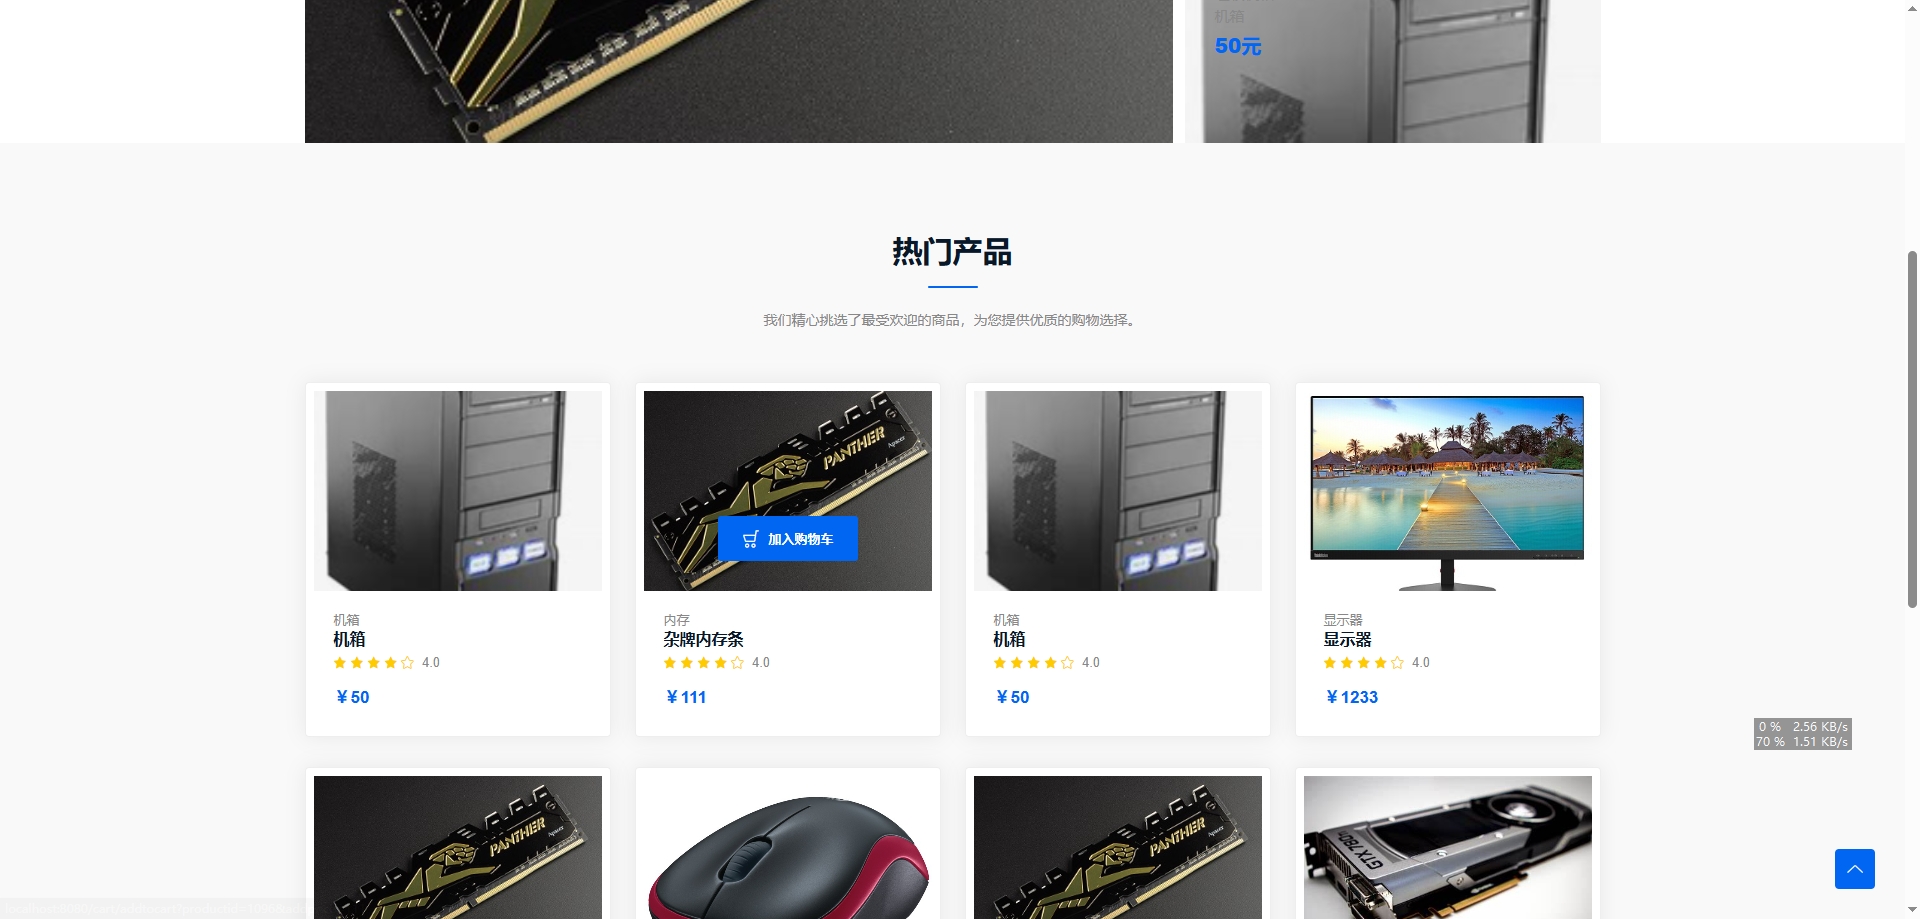 机箱
50元
热门产品
我们精心挑选了最受欢迎的商品，为您提供优质的购物选择。
PANTHER
Apacer
加入购物车
机箱
机箱
4.0
￥50
内存
杂牌内存条
4.0
￥111
机箱
机箱
4.0
￥50
显示器
显示器
4.0
￥1233
0 % 2.56 KB/s
70 % 1.51 KB/s
PANTHER
Apacer
PANTHER
Apacer
GTX 780